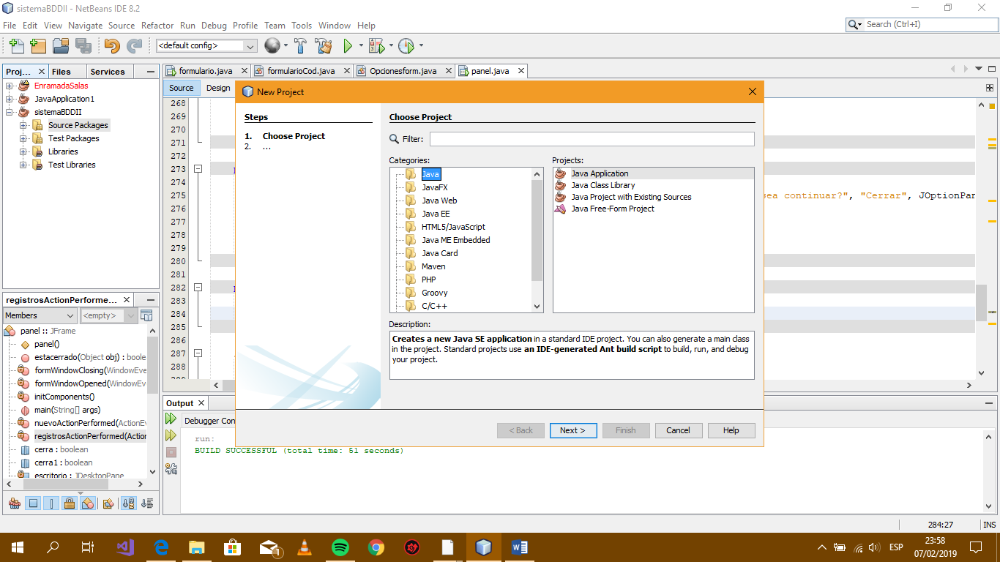 sistemaBDDII - NetBeans IDE 8.2
File Edit View Navigate Source Refactor Run Debug Profile Team Tools Window Help
Search (Ctrl+I)
<default config>
Proj... Files Services
EnramadaSalas
JavaApplication1
sistemaBDDII
Source Packages
Test Packages
Libraries
Test Libraries
formulario.java formularioCod.java Opcionesform.java panel.java
Source Design
268
269
270
271
272
273
274
275 sea continuar?", "Cerrar", JOptionPan
276
277
278
279
280
281
282
283
284
285
286
287
288
New Project
Steps
1. Choose Project
2. ...
Choose Project
Filter:
Categories:
Java
JavaFX
Java Web
Java EE
HTML5/JavaScript
Java ME Embedded
Java Card
Maven
PHP
Groovy
C/C++
Projects:
Java Application
Java Class Library
Java Project with Existing Sources
Java Free-Form Project
Description:
Creates a new Java SE application in a standard IDE project. You can also generate a main class
in the project. Standard projects use an IDE-generated Ant build script to build, run, and debug
your project.
< Back Next > Finish Cancel Help
registrosActionPerforme...
Members <empty>
panel :: JFrame
panel()
estacerrado(Object obj) : boole
formWindowClosing(WindowEve
formWindowOpened(WindowEv
initComponents()
main(String[] args)
nuevoActionPerformed(ActionEv
registrosActionPerformed(Action
cerra : boolean
cerra1 : boolean
escritorio : JDesktopPane
Output
Debugger Con
run:
BUILD SUCCESSFUL (total time: 51 seconds)
284:27 INS
1
ESP
23:58
07/02/2019